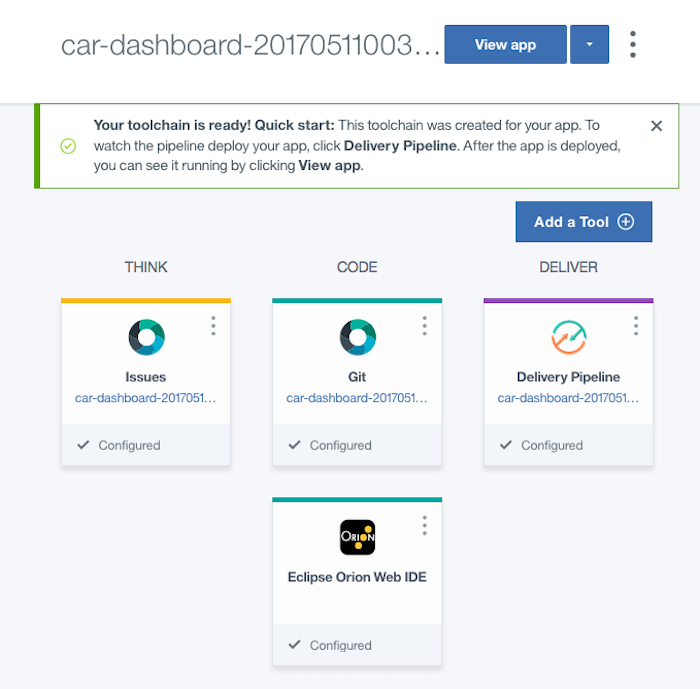 car-dashboard-20170511003...
View app
Your toolchain is ready! Quick start: This toolchain was created for your app. To
watch the pipeline deploy your app, click Delivery Pipeline. After the app is deployed,
you can see it running by clicking View app.
Add a Tool
THINK
CODE
DELIVER
Issues
car-dashboard-2017051...
Configured
Git
car-dashboard-2017051...
Configured
Delivery Pipeline
car-dashboard-2017051...
Configured
ORION
Eclipse Orion Web IDE
Configured